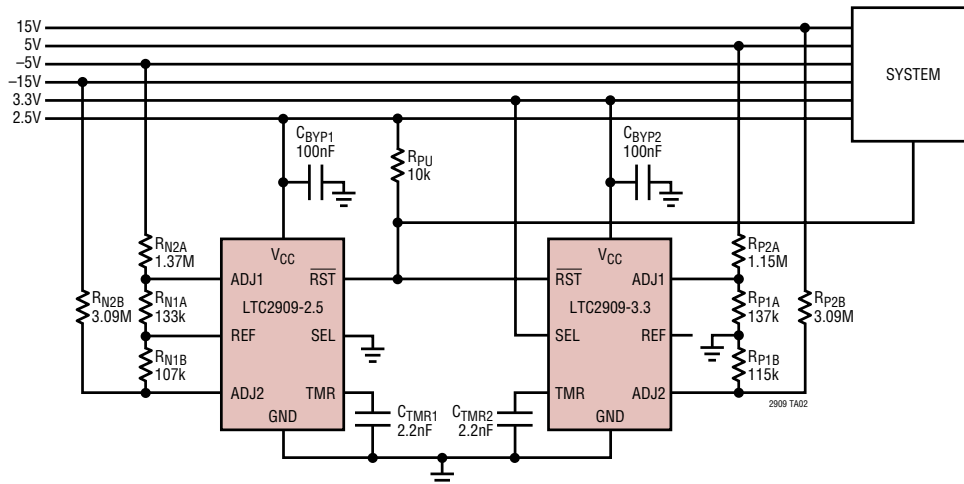 15V
5V
–5V
–15V
3.3V
2.5V
SYSTEM
CBYP1
100nF
RPU
10k
CBYP2
100nF
RN2A
1.37M
RN2B
3.09M
RN1A
133k
RN1B
107k
VCC
ADJ1
RST
LTC2909-2.5
REF
SEL
ADJ2
TMR
GND
CTMR1
2.2nF
CTMR2
2.2nF
VCC
RST
ADJ1
LTC2909-3.3
SEL
REF
TMR
ADJ2
GND
RP2A
1.15M
RP1A
137k
RP2B
3.09M
RP1B
115k
2909 TA02